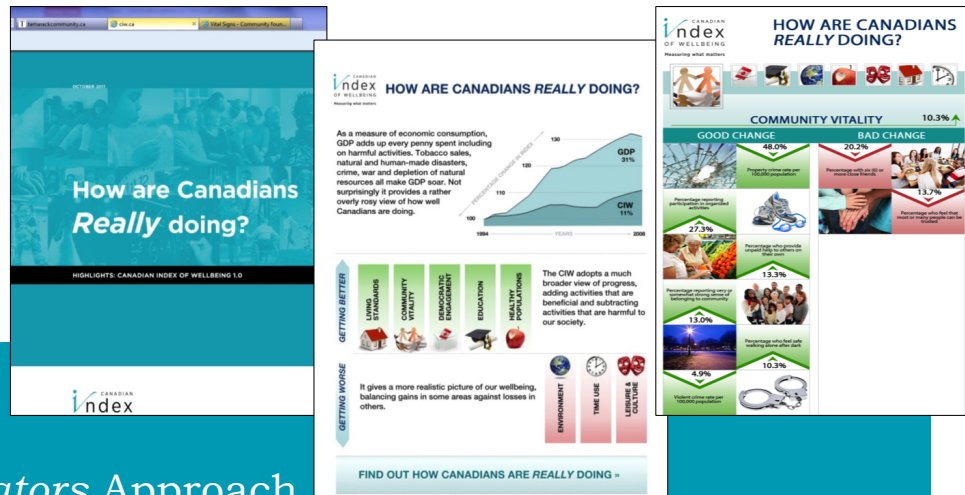 tamarackcommunity.ca
ciw.ca
Vital Signs - Community foun...
OCTOBER 2011
How are Canadians
Really doing?
HIGHLIGHTS: CANADIAN INDEX OF WELLBEING 1.0
CANADIAN
index
ators Approach
CANADIAN
index
OF WELLBEING
Measuring what matters
HOW ARE CANADIANS REALLY DOING?
As a measure of economic consumption,
GDP adds up every penny spent including
on harmful activities. Tobacco sales,
natural and human-made disasters,
crime, war and depletion of natural
resources all make GDP soar. Not
surprisingly it provides a rather
overly rosy view of how well
Canadians are doing.
PERCENTAGE CHANGE IN INDEX
130
120
110
100
GDP
31%
CIW
11%
1994
YEARS
2008
GETTING BETTER
LIVING
STANDARDS
COMMUNITY
VITALITY
DEMOCRATIC
ENGAGEMENT
EDUCATION
HEALTHY
POPULATIONS
The CIW adopts a much
broader view of progress,
adding activities that are
beneficial and subtracting
activities that are harmful to
our society.
GETTING WORSE
It gives a more realistic picture of our wellbeing,
balancing gains in some areas against losses in
others.
ENVIRONMENT
TIME USE
LEISURE &
CULTURE
FIND OUT HOW CANADIANS ARE REALLY DOING »
CANADIAN
index
OF WELLBEING
Measuring what matters
HOW ARE CANADIANS
REALLY DOING?
COMMUNITY VITALITY
10.3%
GOOD CHANGE
BAD CHANGE
48.0%
Property crime rate per
100,000 population
Percentage reporting
participation in organized
activities
27.3%
Percentage who provide
unpaid help to others on
their own
13.3%
Percentage reporting very or
somewhat strong sense of
belonging to community
13.0%
Percentage who feel safe
walking alone after dark
10.3%
4.9%
Violent crime rate per
100,000 population
20.2%
Percentage with six (6) or
more close friends
13.7%
Percentage who feel that
most or many people can be
trusted